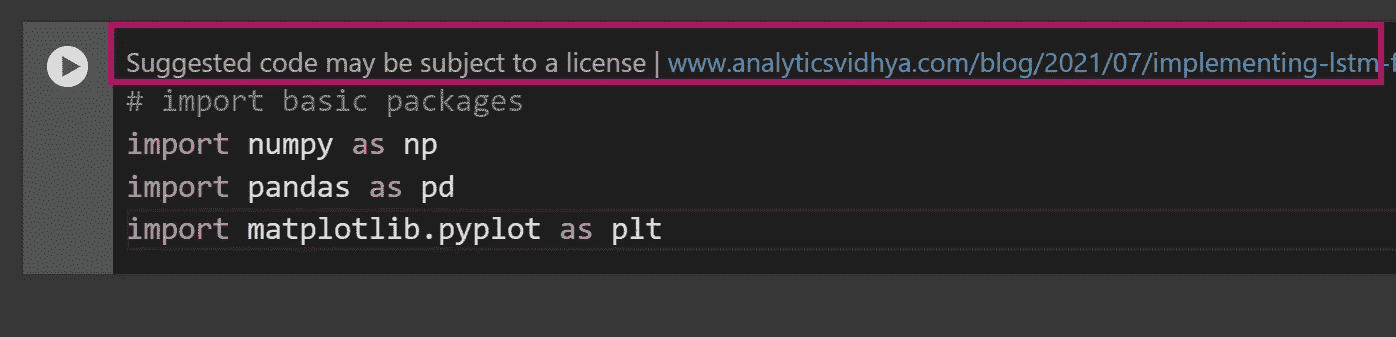 Suggested code may be subject to a license | www.analyticsvidhya.com/blog/2021/07/implementing-lstm-f
# import basic packages
import numpy as np
import pandas as pd
import matplotlib.pyplot as plt